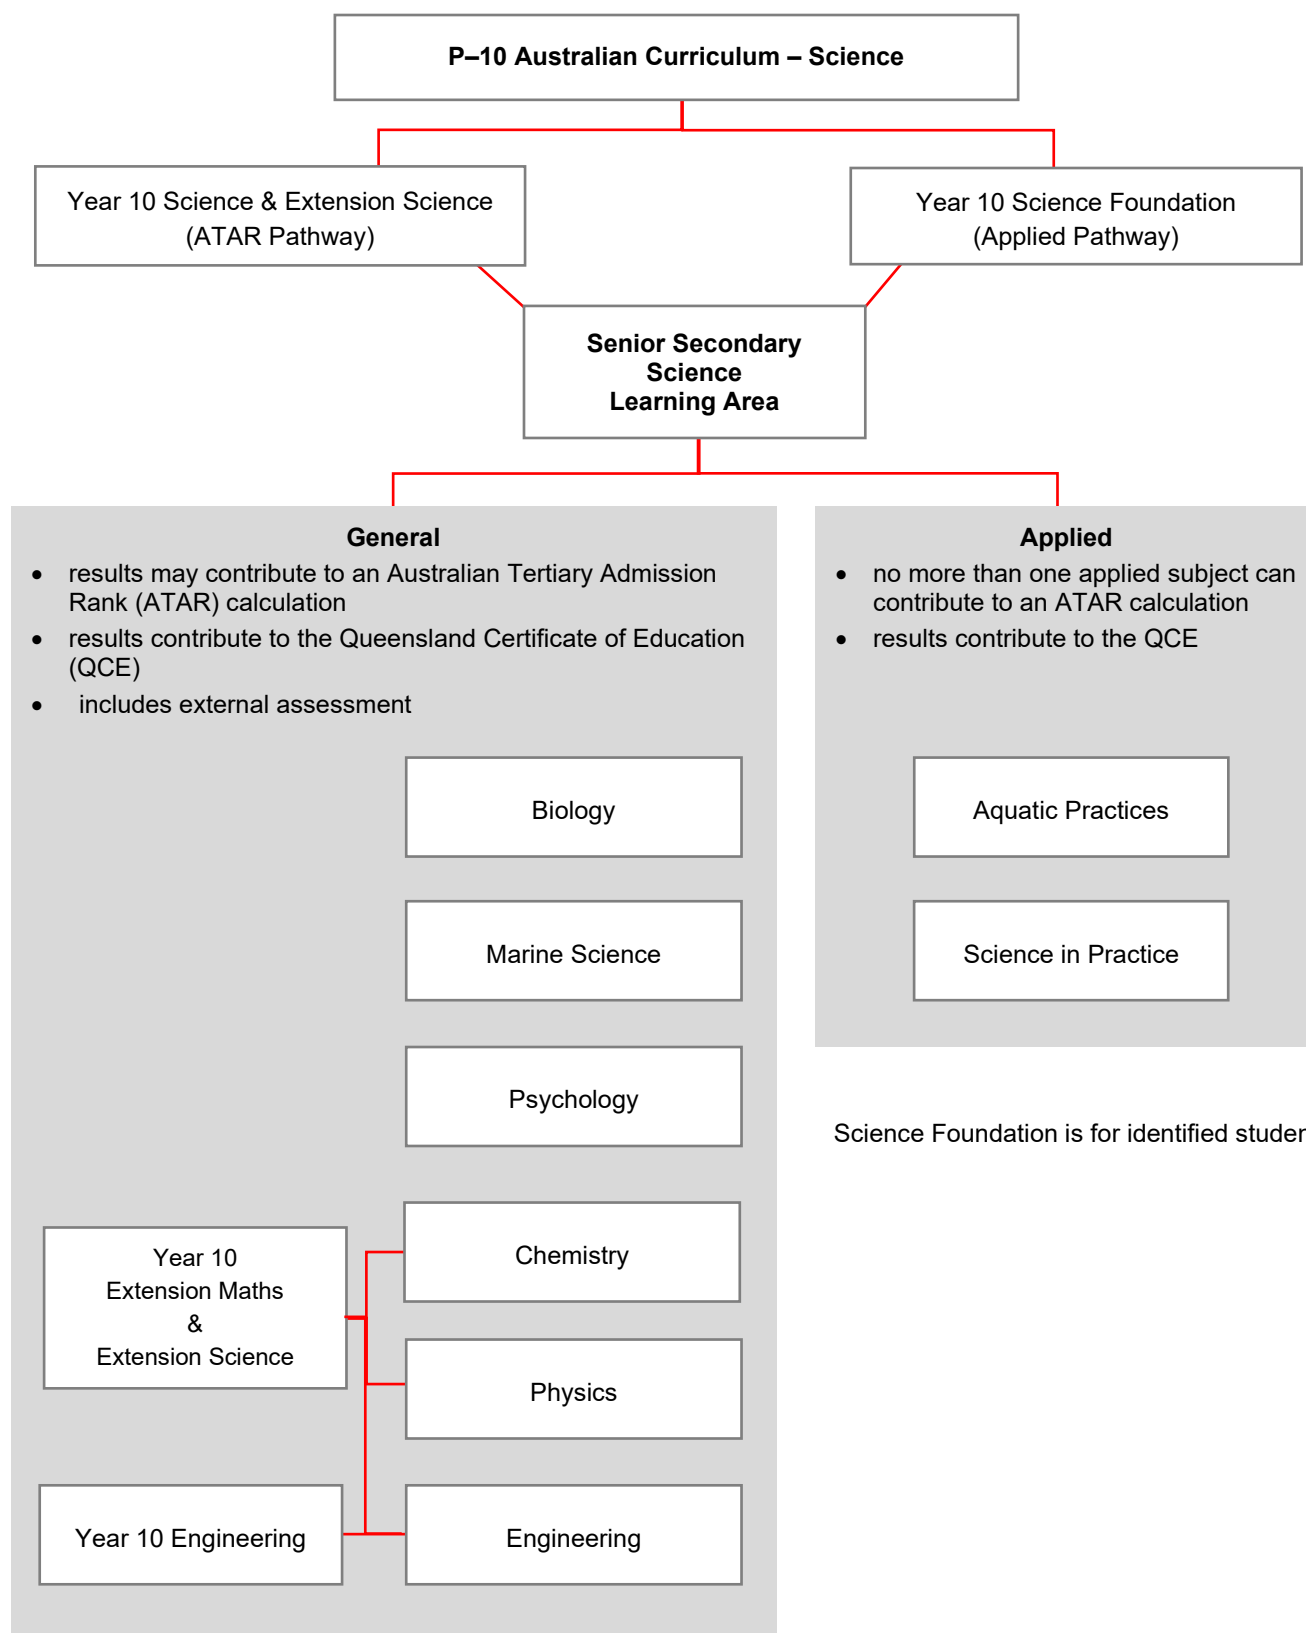 P–10 Australian Curriculum – Science
Year 10 Science & Extension Science
(ATAR Pathway)
Year 10 Science Foundation
(Applied Pathway)
Senior Secondary
Science
Learning Area
General
• results may contribute to an Australian Tertiary Admission
Rank (ATAR) calculation
• results contribute to the Queensland Certificate of Education
(QCE)
• includes external assessment
Applied
• no more than one applied subject can
contribute to an ATAR calculation
• results contribute to the QCE
Biology
Aquatic Practices
Marine Science
Science in Practice
Psychology
Science Foundation is for identified
Year 10
Extension Maths
&
Extension Science
Chemistry
Physics
Year 10 Engineering
Engineering